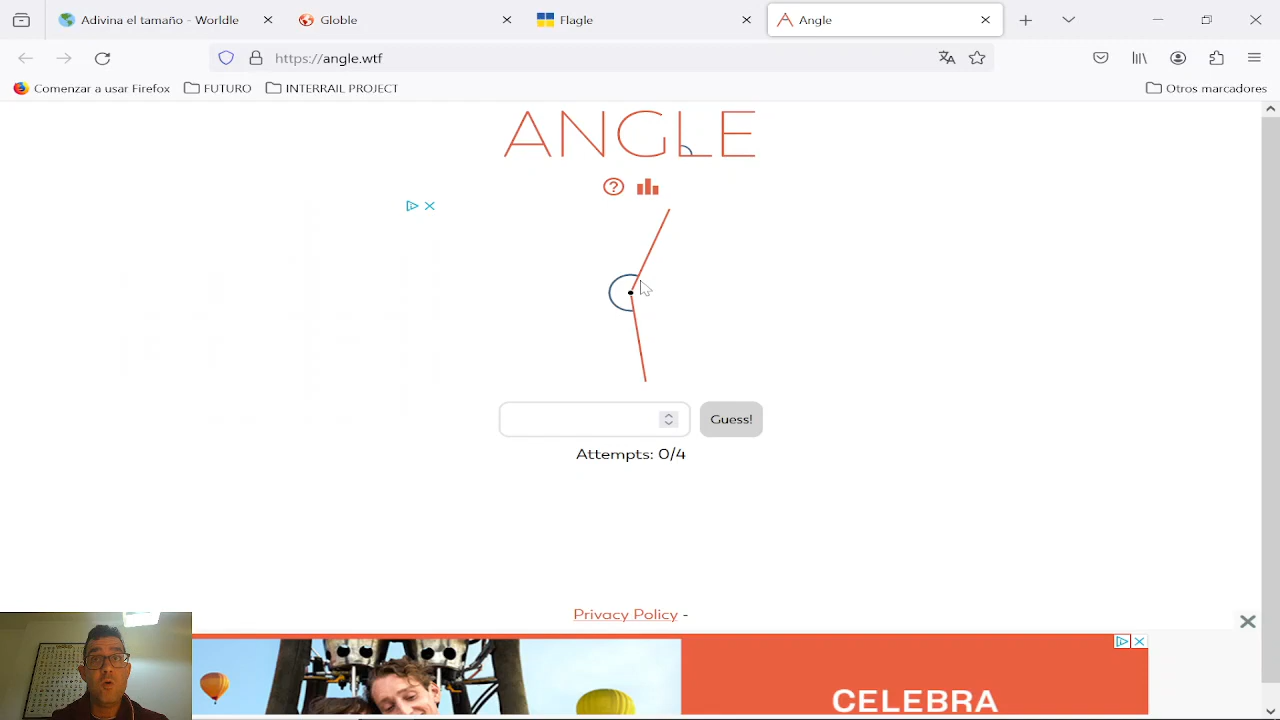 Adivina el tamaño - Worldle
Globle
Flagle
Angle
https://angle.wtf
Comenzar a usar Firefox
FUTURO
INTERRAIL PROJECT
Otros marcadores
ANGLE
Guess!
Attempts: 0/4
Privacy Policy -
CELEBRA